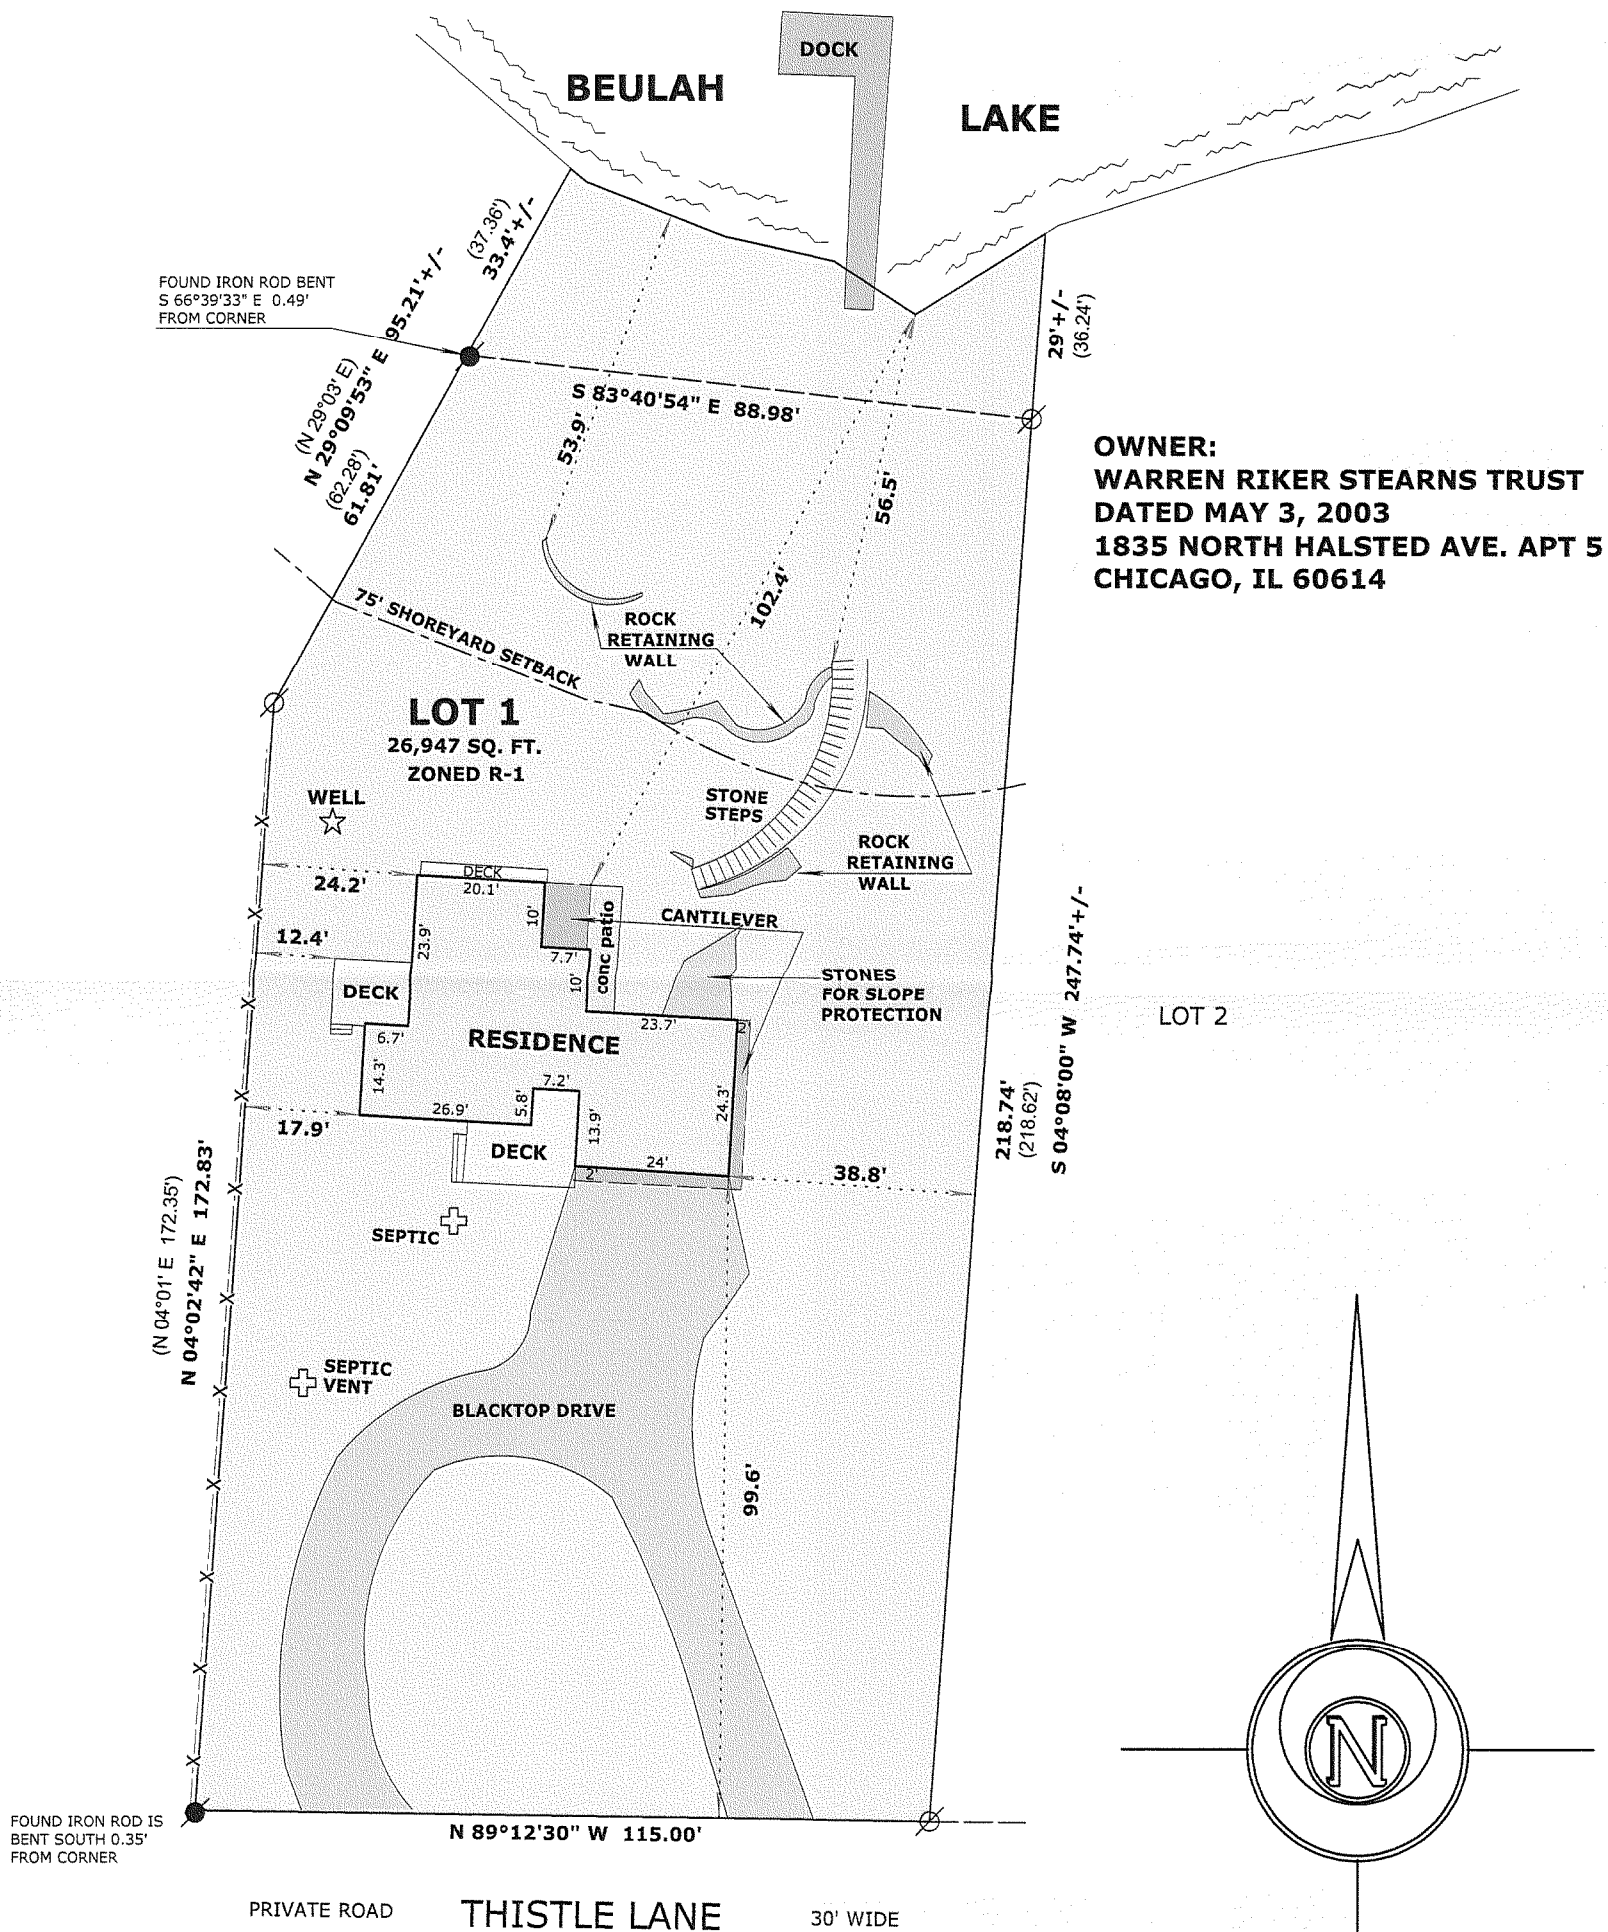 DOCK
BEULAH
LAKE
(37.36')
33.4'+/-
FOUND IRON ROD BENT
S 66°39'33" E 0.49'
FROM CORNER
(N 29°03' E)
N 29°09'53" E 95.21'+/-
(62.28')
61.81'
29'+/-
(36.24')
S 83°40'54" E 88.98'
53.9'
56.5'
102.4'
OWNER:
WARREN RIKER STEARNS TRUST
DATED MAY 3, 2003
1835 NORTH HALSTED AVE. APT 5
CHICAGO, IL 60614
75' SHOREYARD SETBACK
ROCK
RETAINING
WALL
LOT 1
26,947 SQ. FT.
ZONED R-1
WELL
STONE
STEPS
ROCK
RETAINING
WALL
24.2'
DECK
20.1'
10'
conc patio
CANTILEVER
12.4'
23.9'
7.7'
10'
DECK
STONES
FOR SLOPE
PROTECTION
RESIDENCE
23.7'
2'
6.7'
14.3'
7.2'
26.9'
5.8'
13.9'
24.3'
17.9'
DECK
24'
2'
38.8'
218.74'
(218.62')
S 04°08'00" W 247.74'+/-
LOT 2
SEPTIC
(N 04°01' E 172.35')
N 04°02'42" E 172.83'
SEPTIC
VENT
BLACKTOP DRIVE
99.6'
N
FOUND IRON ROD IS
BENT SOUTH 0.35'
FROM CORNER
N 89°12'30" W 115.00'
PRIVATE ROAD THISTLE LANE 30' WIDE